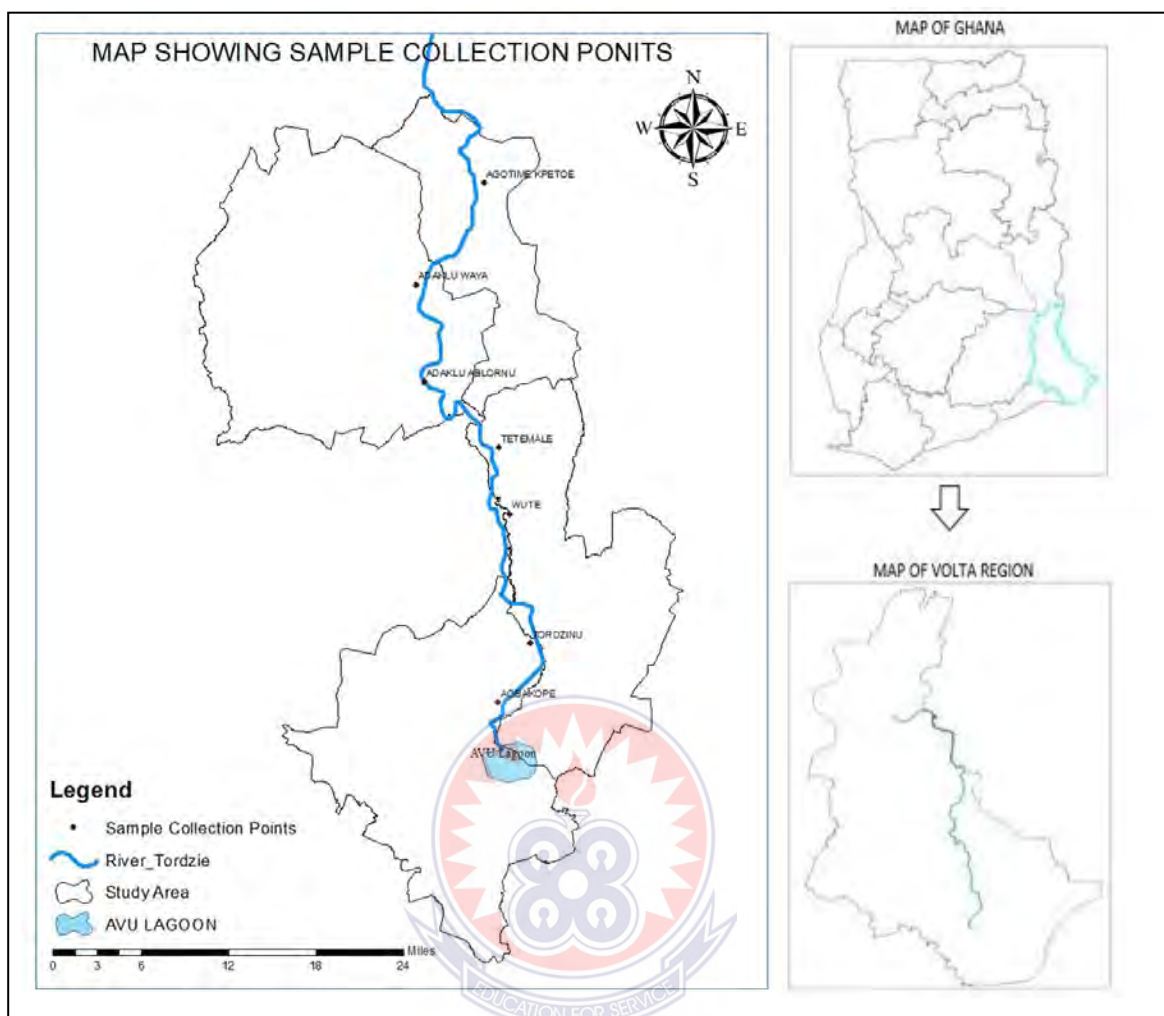 MAP SHOWING SAMPLE COLLECTION PONITS
N
W E
S
AGOTIME KPETOE
ADAKLU WAYA
ADAKLU ABLORNU
TETEMALE
WUTE
TORDZINU
AGBAKOPE
AVU Lagoon
Legend
Sample Collection Points
River_Tordzie
Study Area
AVU LAGOON
Miles
0 3 6 12 18 24
MAP OF GHANA
MAP OF VOLTA REGION
EDUCATION FOR SERVICE